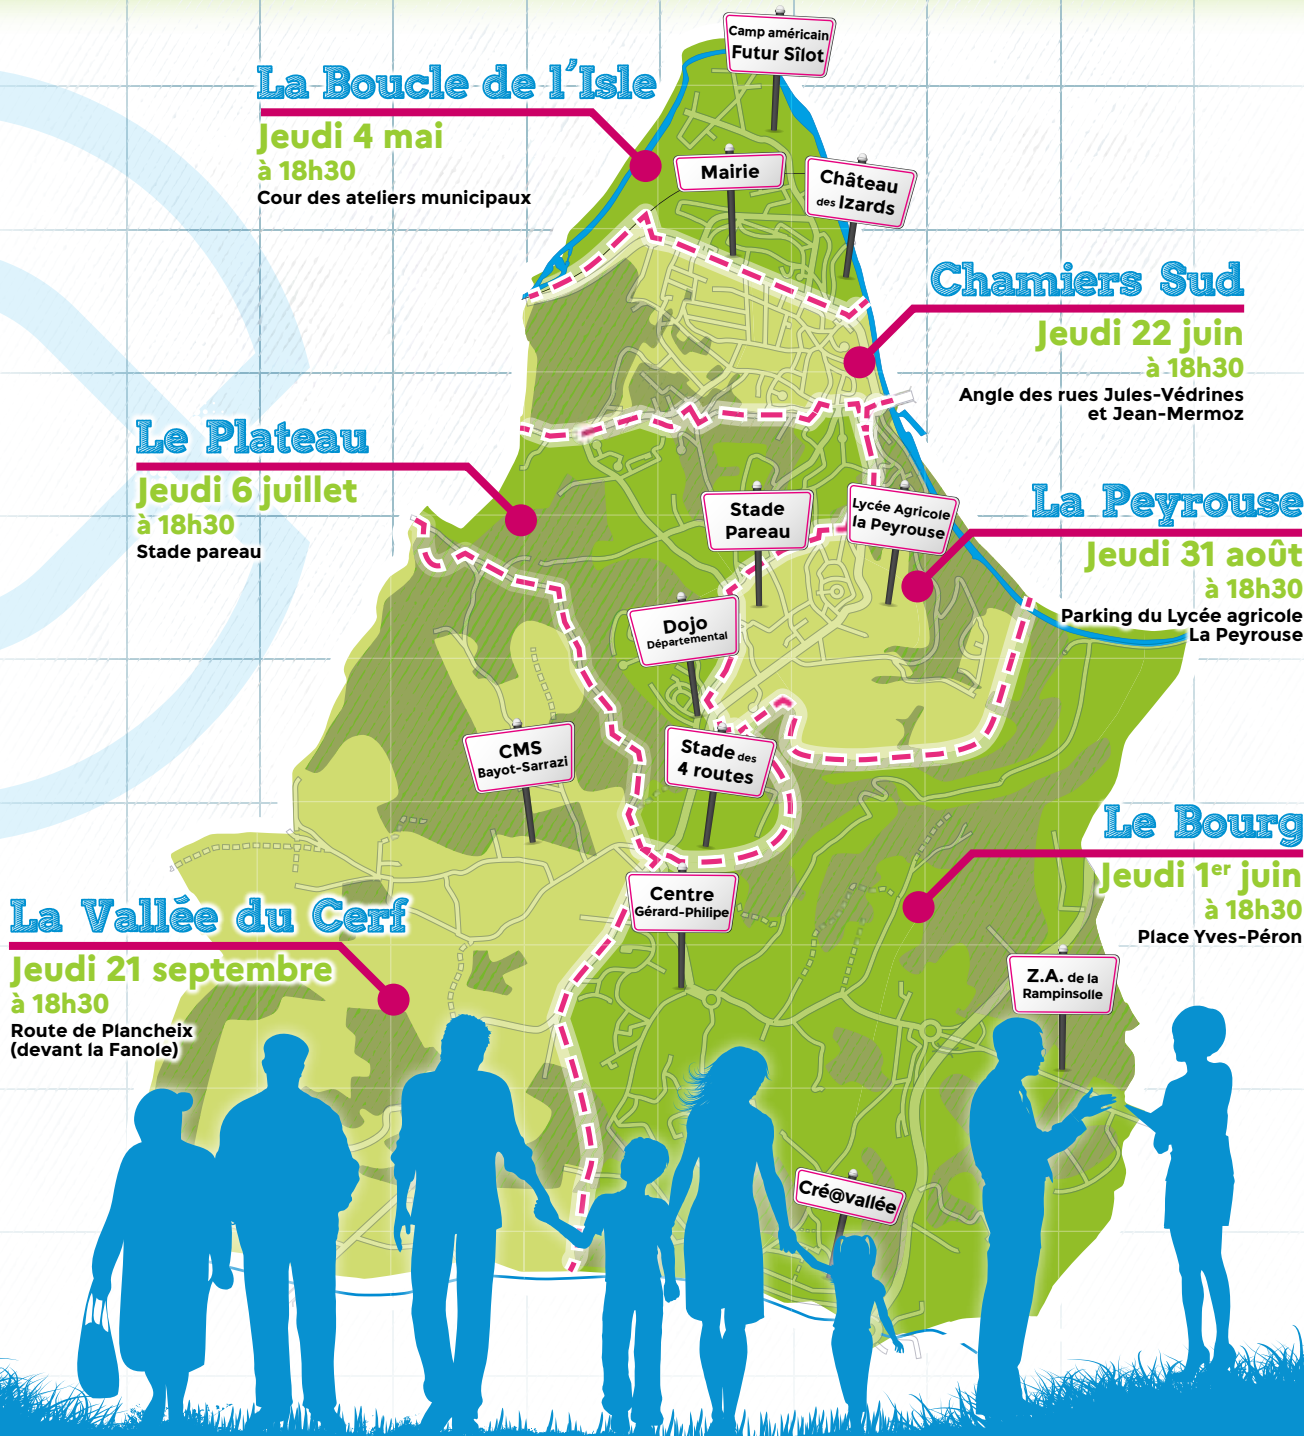 Camp américain
Futur Sîlot
La Boucle de l'Isle
Jeudi 4 mai
à 18h30
Cour des ateliers municipaux
Mairie
Château
des Izards
Chamiers Sud
Jeudi 22 juin
à 18h30
Angle des rues Jules-Védrines
et Jean-Mermoz
Le Plateau
Jeudi 6 juillet
à 18h30
Stade pareau
Stade
Pareau
Lycée Agricole
la Peyrouse
La Peyrouse
Jeudi 31 août
à 18h30
Parking du Lycée agricole
La Peyrouse
Dojo
Départemental
CMS
Bayot-Sarrazi
Stade des
4 routes
Le Bourg
Jeudi 1er juin
à 18h30
Place Yves-Péron
Centre
Gérard-Philipe
La Vallée du Cerf
Jeudi 21 septembre
à 18h30
Route de Plancheix
(devant la Fanole)
Z.A. de la
Rampinsolle
Cré@vallée